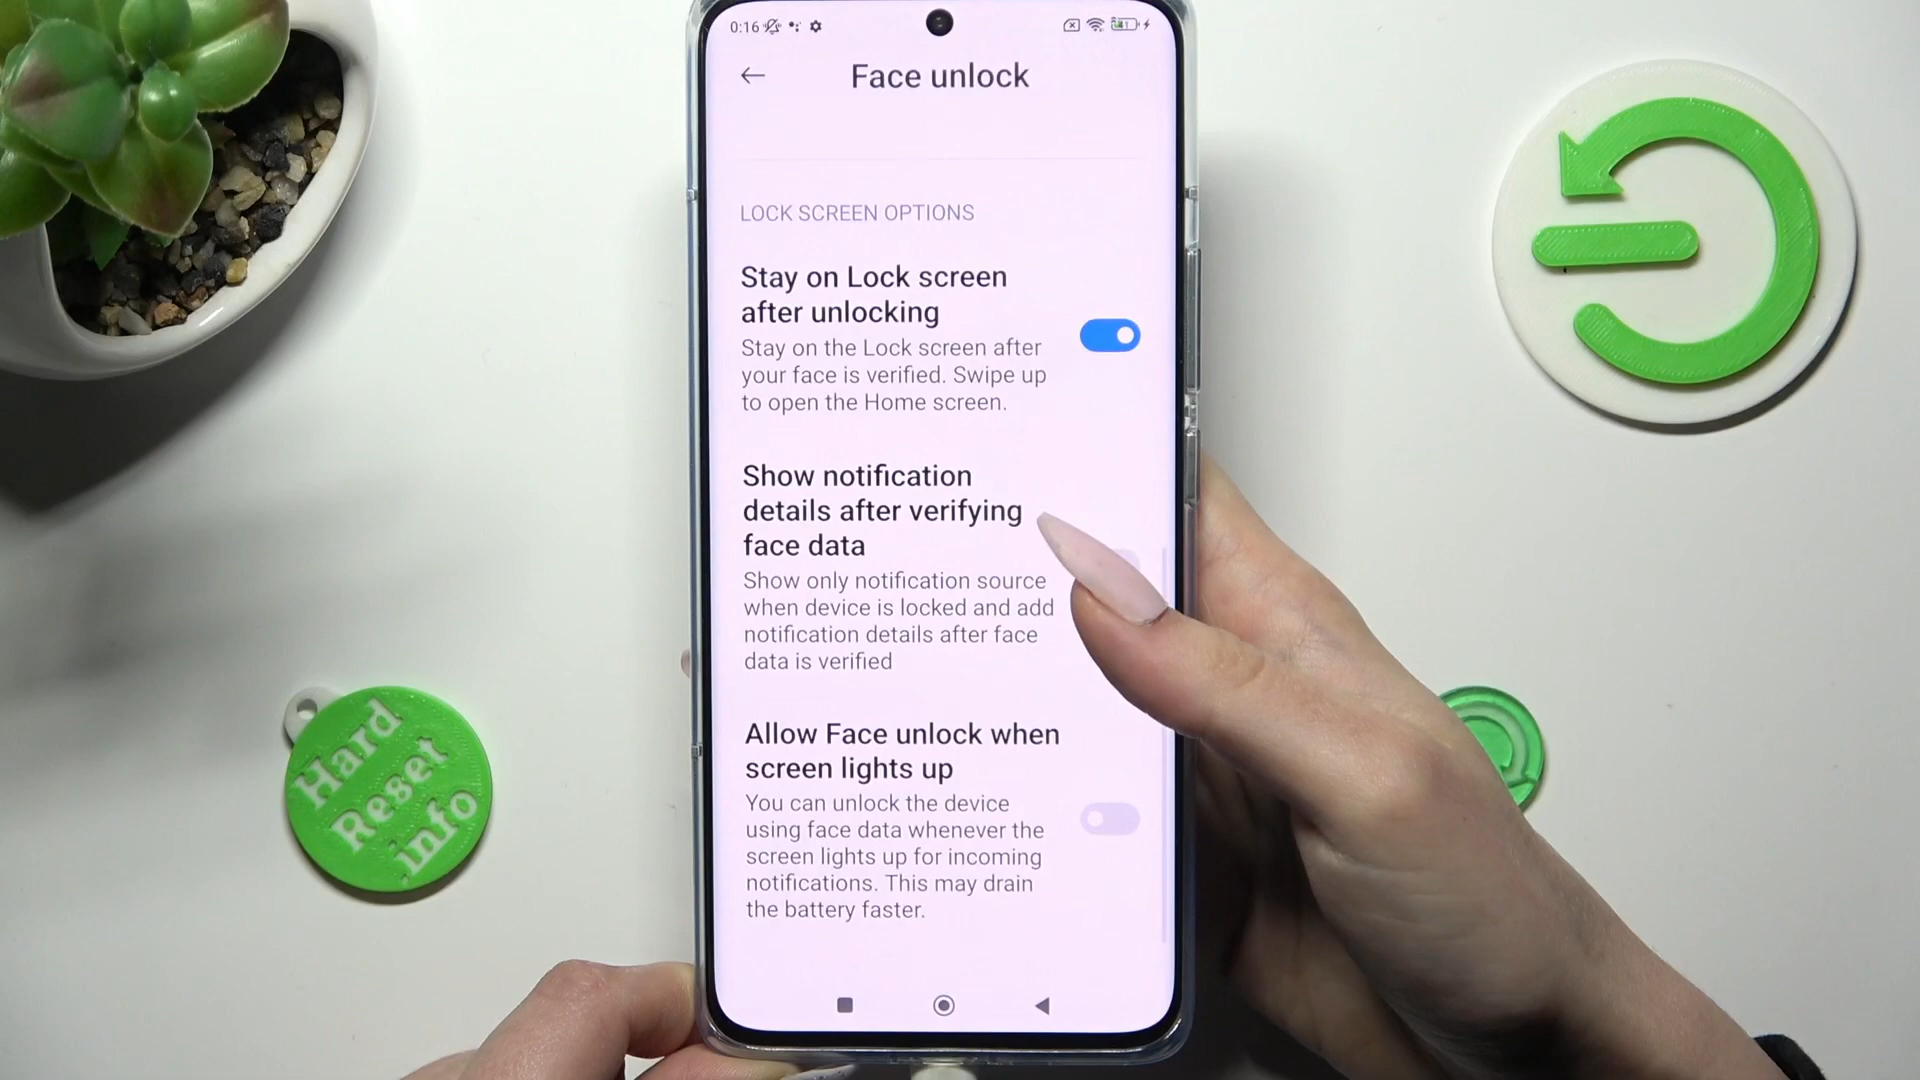 0:16
Face unlock
LOCK SCREEN OPTIONS
Stay on Lock screen
after unlocking
Stay on the Lock screen after
your face is verified. Swipe up
to open the Home screen.
Show notification
details after verifying
face data
Show only notification source
when device is locked and add
notification details after face
data is verified
Allow Face unlock when
screen lights up
You can unlock the device
using face data whenever the
screen lights up for incoming
notifications. This may drain
the battery faster.
Hard
Reset
info